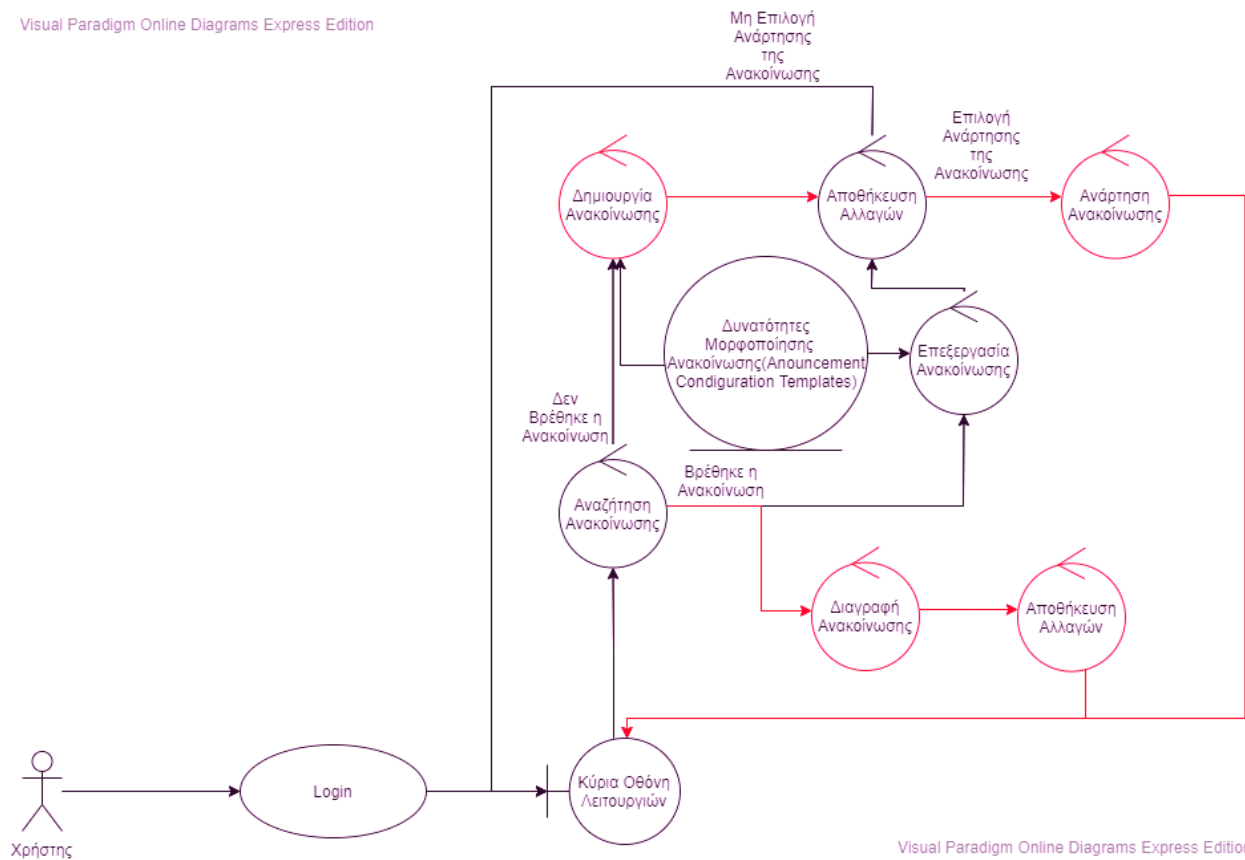 Visual Paradigm Online Diagrams Express Edition
Μη Επιλογή
Ανάρτησης
της
Ανακοίνωσης
Επιλογή
Ανάρτησης
της
Ανακοίνωσης
Δημιουργία
Ανακοίνωσης
Αποθήκευση
Αλλαγών
Ανάρτηση
Ανακοίνωσης
Δυνατότητες
Μορφοποίησης
Ανακοίνωσης(Anouncement
Condiguration Templates)
Επεξεργασία
Ανακοίνωσης
Δεν
Βρέθηκε η
Ανακοίνωση
Βρέθηκε η
Ανακοίνωση
Αναζήτηση
Ανακοίνωσης
Διαγραφή
Ανακοίνωσης
Αποθήκευση
Αλλαγών
Login
Κύρια Οθόνη
Λειτουργιών
Χρήστης
Visual Paradigm Online Diagrams Express Edition